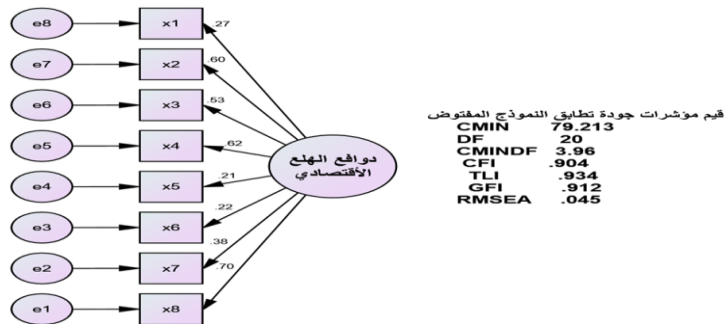 e8 x1 .27
e7 x2 .60
e6 x3 .53
e5 x4 .62
e4 x5 .21
e3 x6 .22
e2 x7 .38
e1 x8 .70
دوافع الهلع
الأقتصادي
قيم مؤشرات جودة تطابق النموذج المفتوض
CMIN 79.213
DF 20
CMINDF 3.96
CFI .904
TLI .934
GFI .912
RMSEA .045